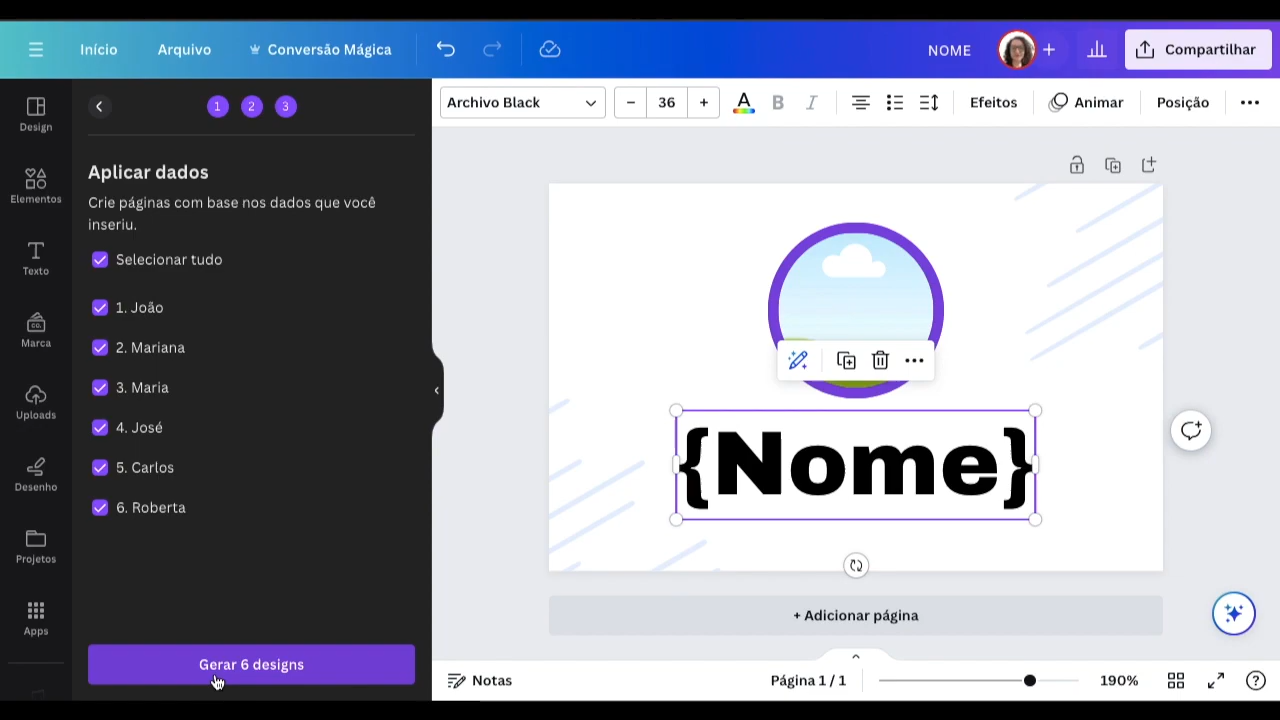 Início
Arquivo
Conversão Mágica
NOME
Compartilhar
Design
Elementos
Texto
CO.
Marca
Uploads
Desenho
Projetos
Apps
1
2
3
Aplicar dados
Crie páginas com base nos dados que você
inseriu.
Selecionar tudo
1. João
2. Mariana
3. Maria
4. José
5. Carlos
6. Roberta
Gerar 6 designs
Archivo Black
– 36 +
A B I
Efeitos
Animar
Posição
{Nome}
+ Adicionar página
Notas
Página 1 / 1
190%